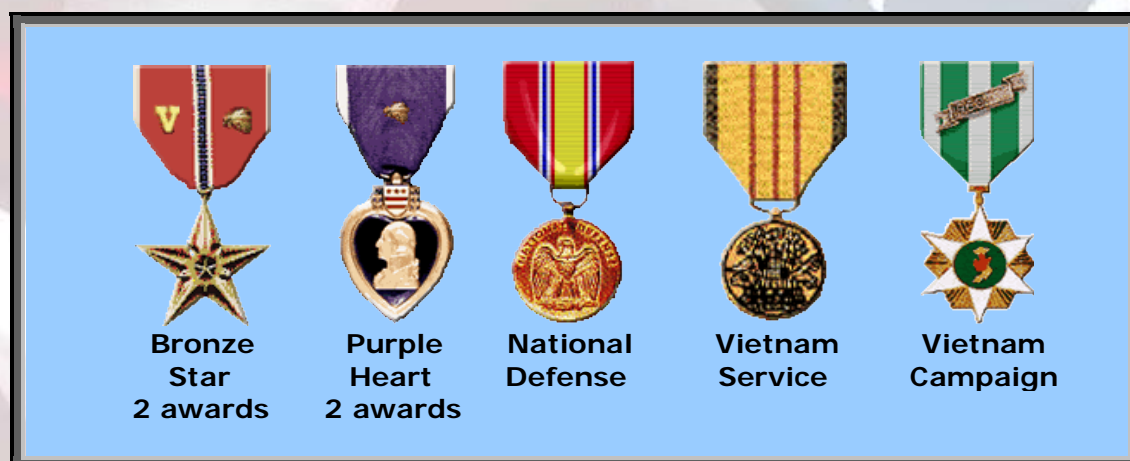 V
Bronze
Star
2 awards
Purple
Heart
2 awards
National
Defense
Vietnam
Service
Vietnam
Campaign